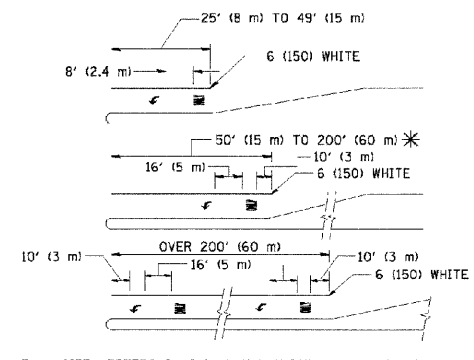 25' (8 m) TO 49' (15 m)
6 (150) WHITE
8' (2.4 m)
50' (15 m) TO 200' (60 m) ✳
16' (5 m)
10' (3 m)
6 (150) WHITE
OVER 200' (60 m)
10' (3 m)
16' (5 m)
10' (3 m)
6 (150) WHITE